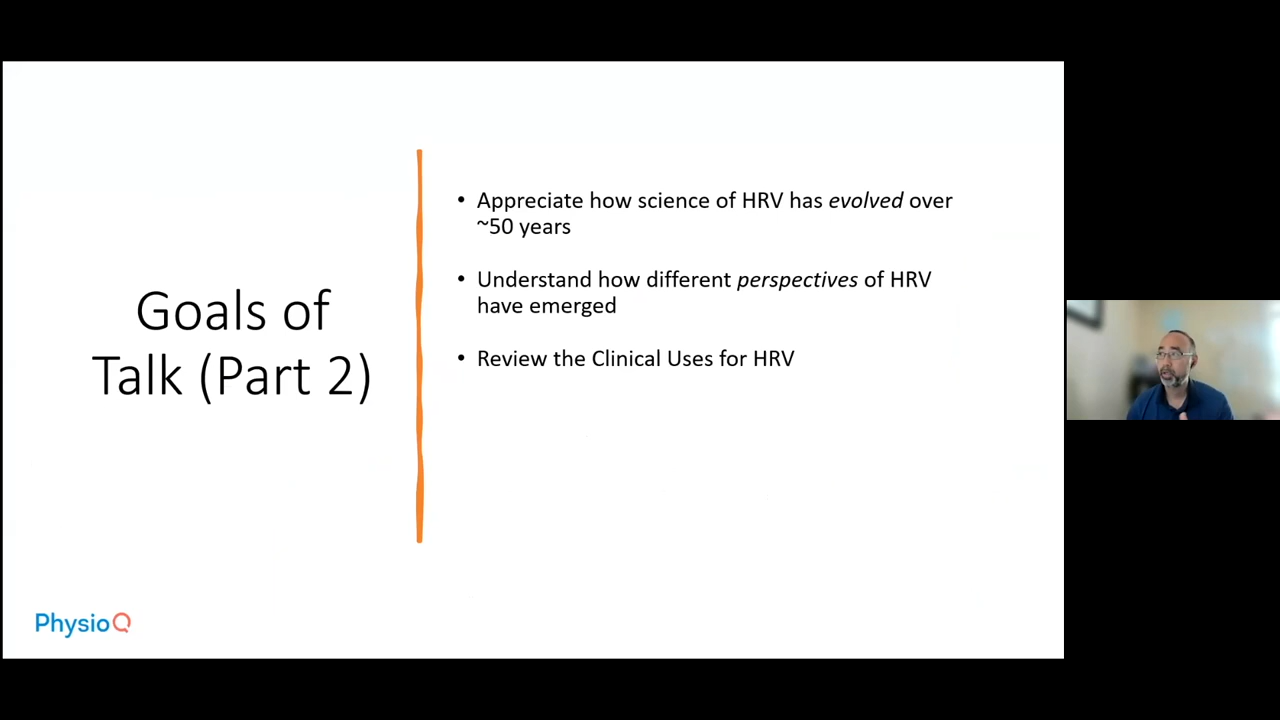 Goals of
Talk (Part 2)
• Appreciate how science of HRV has evolved over
~50 years
• Understand how different perspectives of HRV
have emerged
• Review the Clinical Uses for HRV
PhysioQ